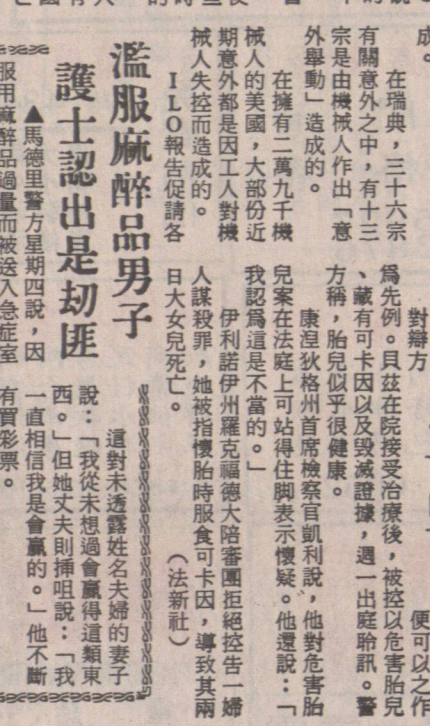 成。
在瑞典，三十六宗
有關意外之中，有十三
宗是由機械人作出「意
外舉動」造成的。
在擁有二萬九千機
械人的美國，大部份近
期意外都是因工人對機
械人失控而造成的。
ILO報告促請各
對辯方
便可以之作
爲先例。貝茲在院接受治療後，被控以危害胎兒
、藏有可卡因以及毀滅證據，週一出庭聆訊。警
方稱，胎兒似乎很健康。
康湼狄格州首席檢察官凱利說，他對危害胎
兒案在法庭上可站得住脚表示懷疑。他還說：「
我認爲這是不當的。」
伊利諾伊州羅克福德大陪審團拒絕控告一婦
人謀殺罪，她被指懷胎時服食可卡因，導致其兩
日大女兒死亡。
（法新社）
濫服麻醉品男子
護士認出是刼匪
▲馬德里警方星期四說，因
服用麻醉品過量而被送入急症室
這對未透露姓名夫婦的妻子
說：「我從未想過會贏得這類東
西。」但她丈夫則揷咀說：「我
一直相信我是會贏的。」他不斷
有買彩票。